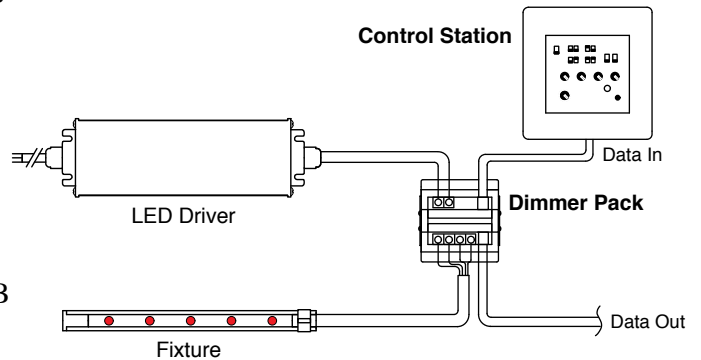 Control Station
Data In
LED Driver
Dimmer Pack
3
Data Out
Fixture